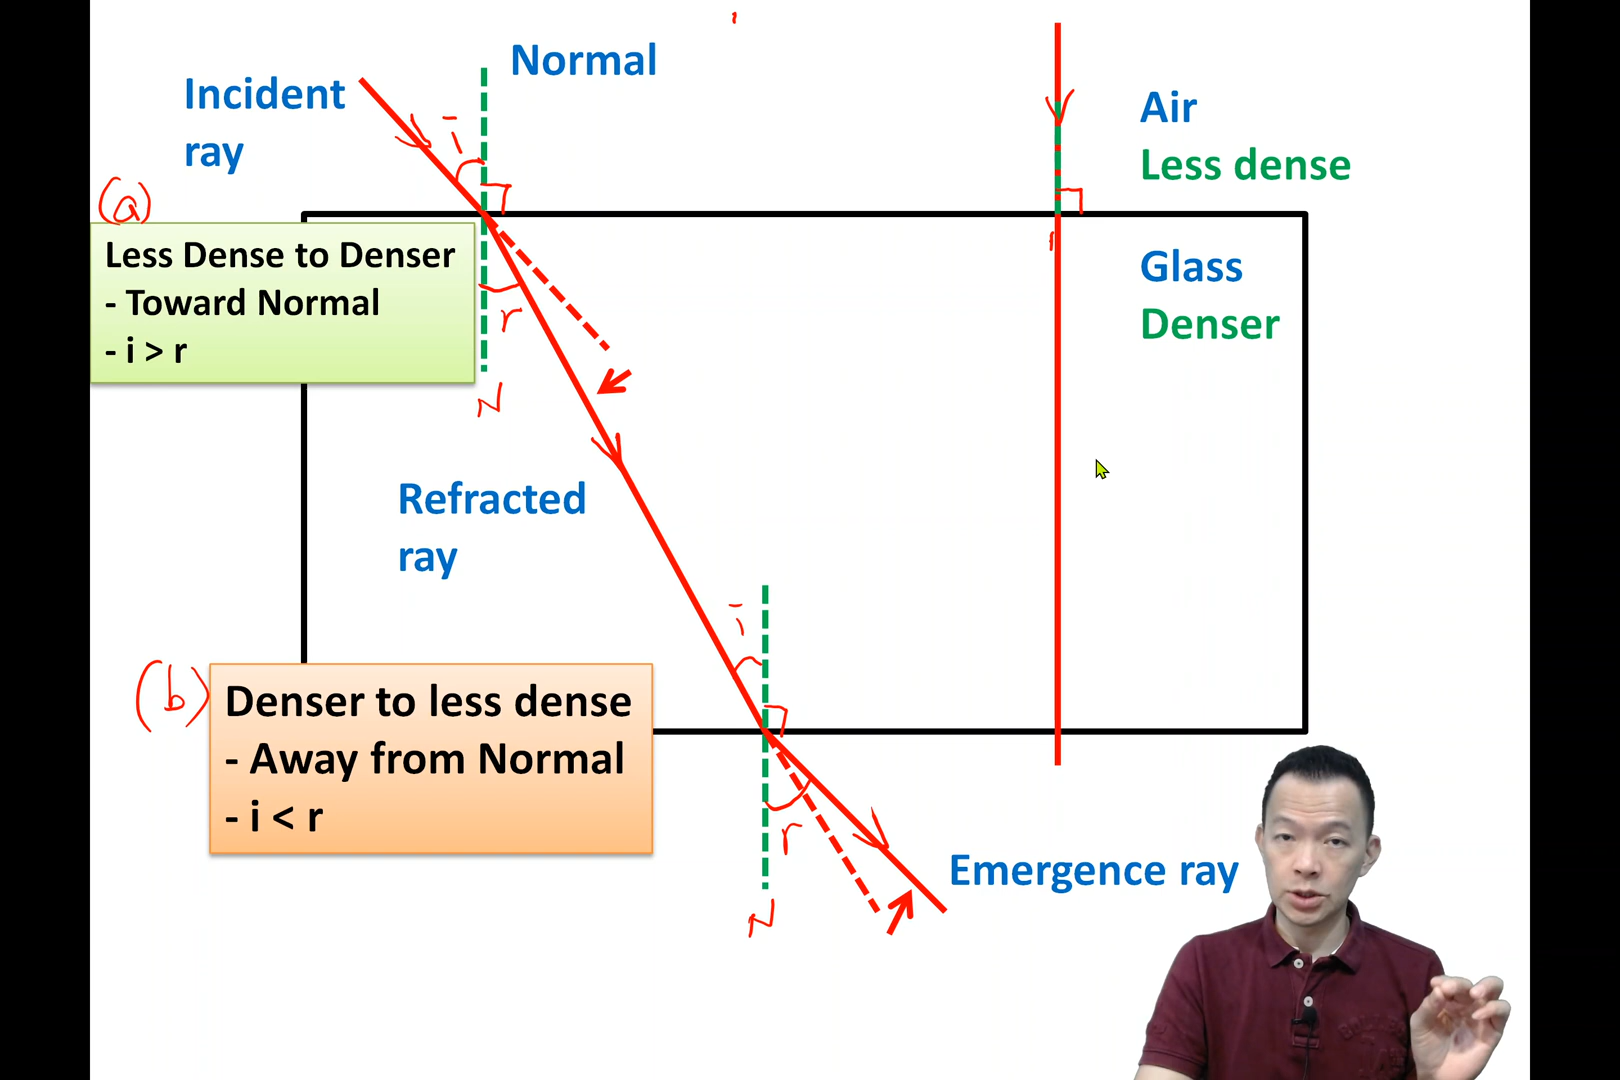 Normal
Incident
ray
i
Air
Less dense
(a)
Less Dense to Denser
- Toward Normal
- i > r
Glass
Denser
r
N
Refracted
ray
i
(b)
Denser to less dense
- Away from Normal
- i < r
r
Emergence ray
N